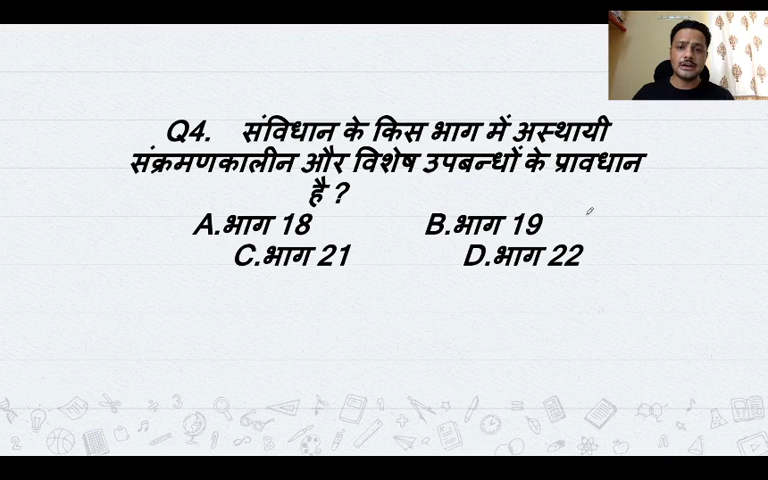 Q4. संविधान के किस भाग में अस्थायी
संक्रमणकालीन और विशेष उपबन्धों के प्रावधान
है ?
A.भाग 18 B.भाग 19
C.भाग 21 D.भाग 22